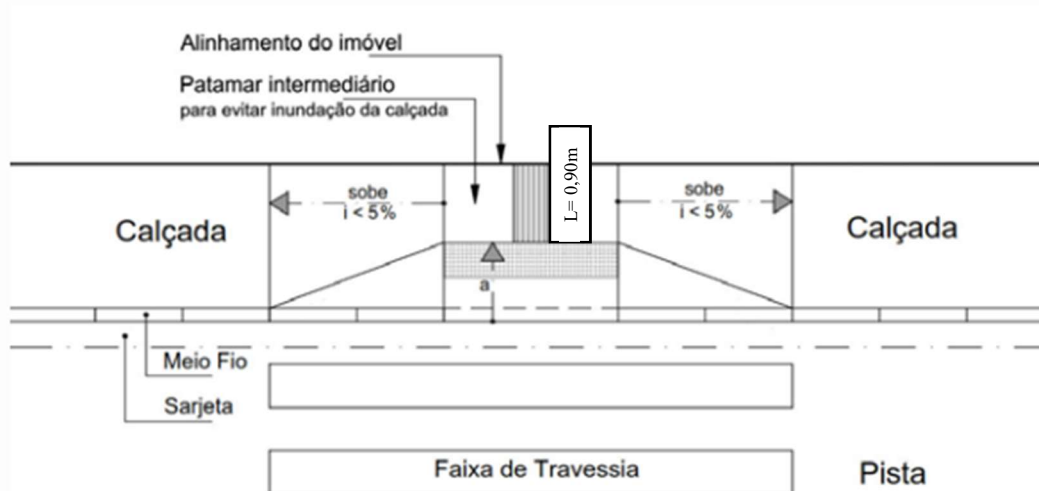 Alinhamento do imóvel
Patamar intermediário
para evitar inundação da calçada
L= 0,90m
sobe
i < 5%
sobe
i < 5%
Calçada
Calçada
a
Meio Fio
Sarjeta
Faixa de Travessia
Pista